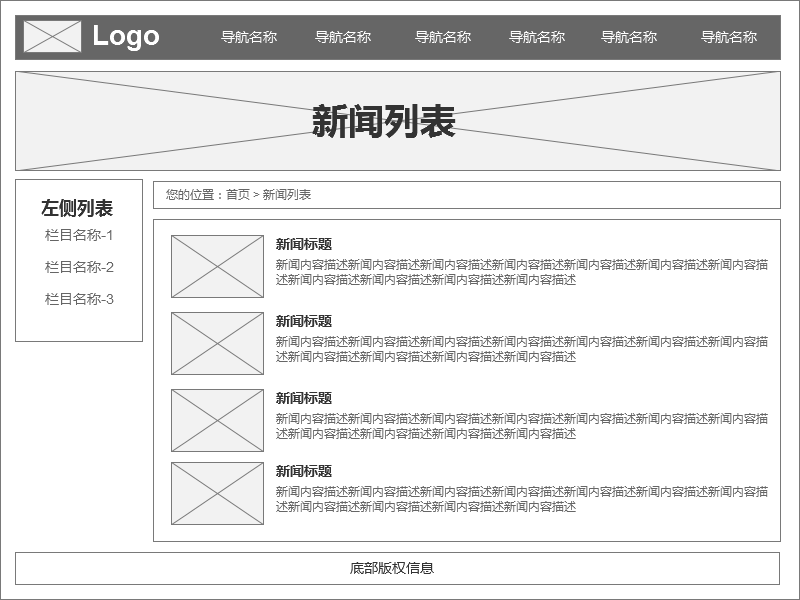 Logo
导航名称 导航名称 导航名称 导航名称 导航名称 导航名称
新闻列表
左侧列表
栏目名称-1
栏目名称-2
栏目名称-3
您的位置：首页 > 新闻列表
新闻标题
新闻内容描述新闻内容描述新闻内容描述新闻内容描述新闻内容描述新闻内容描述新闻内容描
述新闻内容描述新闻内容描述新闻内容描述新闻内容描述
新闻标题
新闻内容描述新闻内容描述新闻内容描述新闻内容描述新闻内容描述新闻内容描述新闻内容描
述新闻内容描述新闻内容描述新闻内容描述新闻内容描述
新闻标题
新闻内容描述新闻内容描述新闻内容描述新闻内容描述新闻内容描述新闻内容描述新闻内容描
述新闻内容描述新闻内容描述新闻内容描述新闻内容描述
新闻标题
新闻内容描述新闻内容描述新闻内容描述新闻内容描述新闻内容描述新闻内容描述新闻内容描
述新闻内容描述新闻内容描述新闻内容描述新闻内容描述
底部版权信息